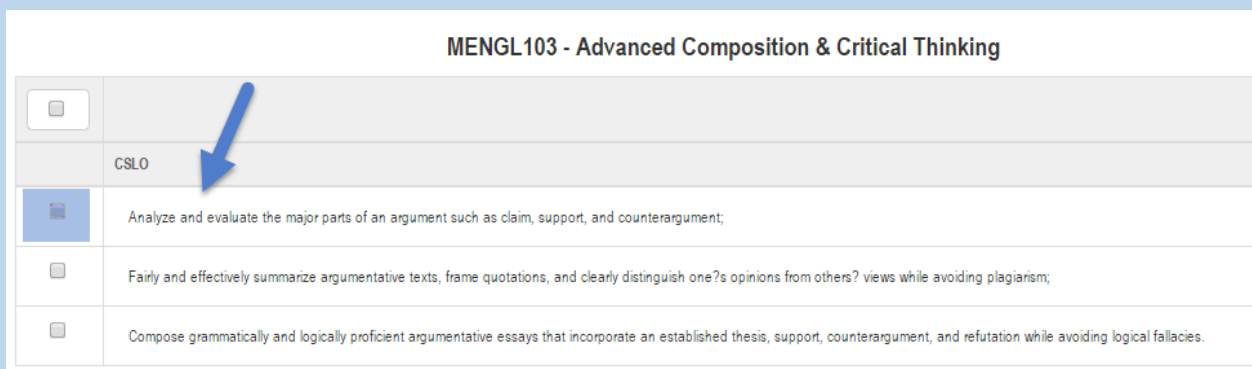 MENGL103 - Advanced Composition & Critical Thinking
CSLO
Analyze and evaluate the major parts of an argument such as claim, support, and counterargument;
Fairly and effectively summarize argumentative texts, frame quotations, and clearly distinguish one?s opinions from others? views while avoiding plagiarism;
Compose grammatically and logically proficient argumentative essays that incorporate an established thesis, support, counterargument, and refutation while avoiding logical fallacies.